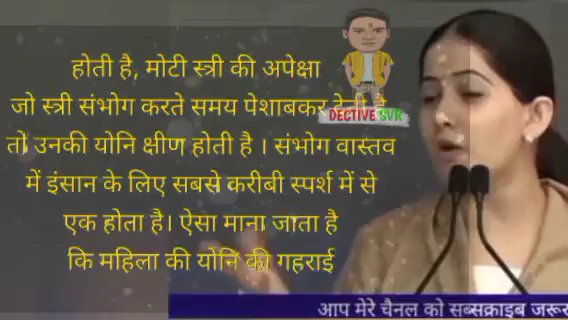 होती है, मोटी स्त्री की अपेक्षा
जो स्त्री संभोग करते समय पेशाबकर देती है
DECTIVE SVR
तो उनकी योनि क्षीण होती है । संभोग वास्तव
में इंसान के लिए सबसे करीबी स्पर्श में से
एक होता है। ऐसा माना जाता है
कि महिला की योनि की गहराई
आप मेरे चैनल को सब्सक्राइब जरूर